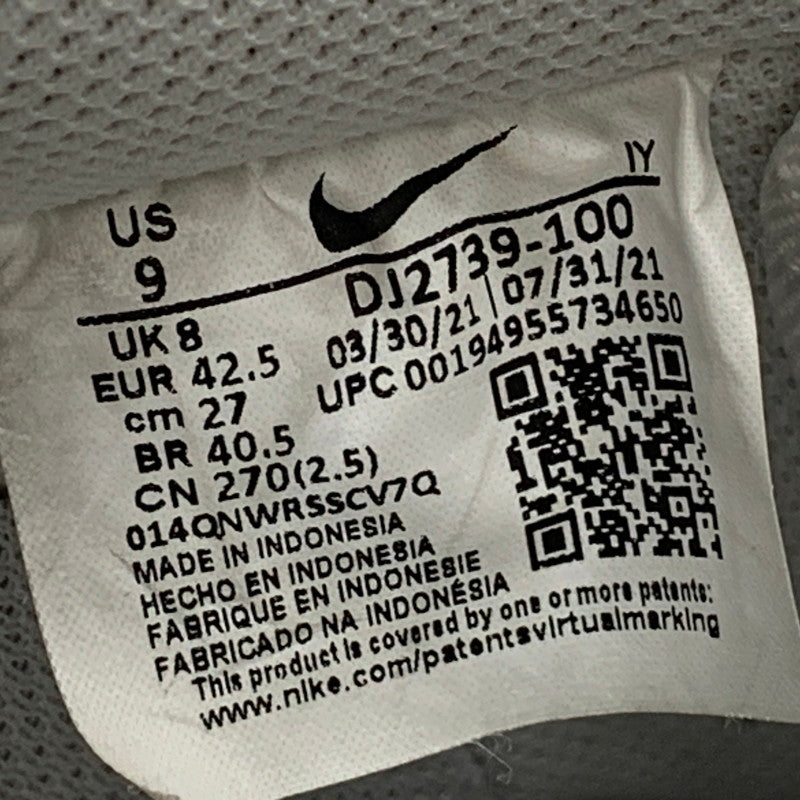 US
9
IY
DJ2739-100
03/30/21 | 07/31/21
UPC 00194955734650
UK 8
EUR 42.5
cm 27
BR 40.5
CN 270(2.5)
014QNWRSSCV7Q
MADE IN INDONESIA
HECHO EN INDONESIA
FABRIQUE EN INDONESIE
FABRICADO NA INDONÉSIA
This product is covered by one or more patents:
www.nike.com/patentsvirtualmarking